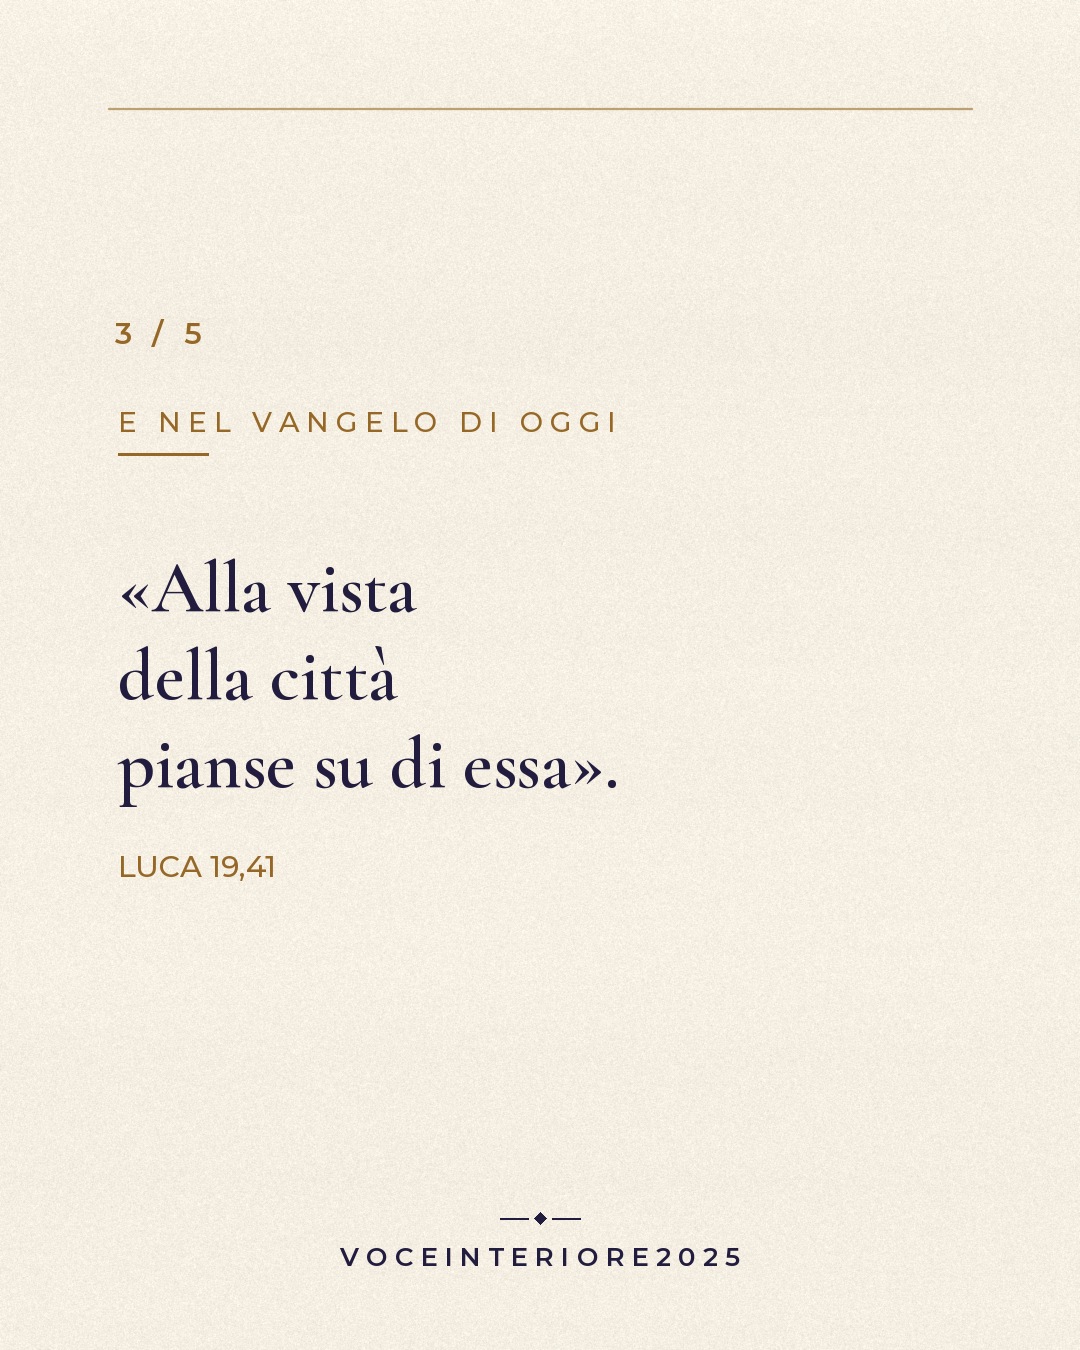 3 / 5
E NEL VANGELO DI OGGI
«Alla vista
della città
pianse su di essa».
LUCA 19,41
VOCEINTERIORE2025